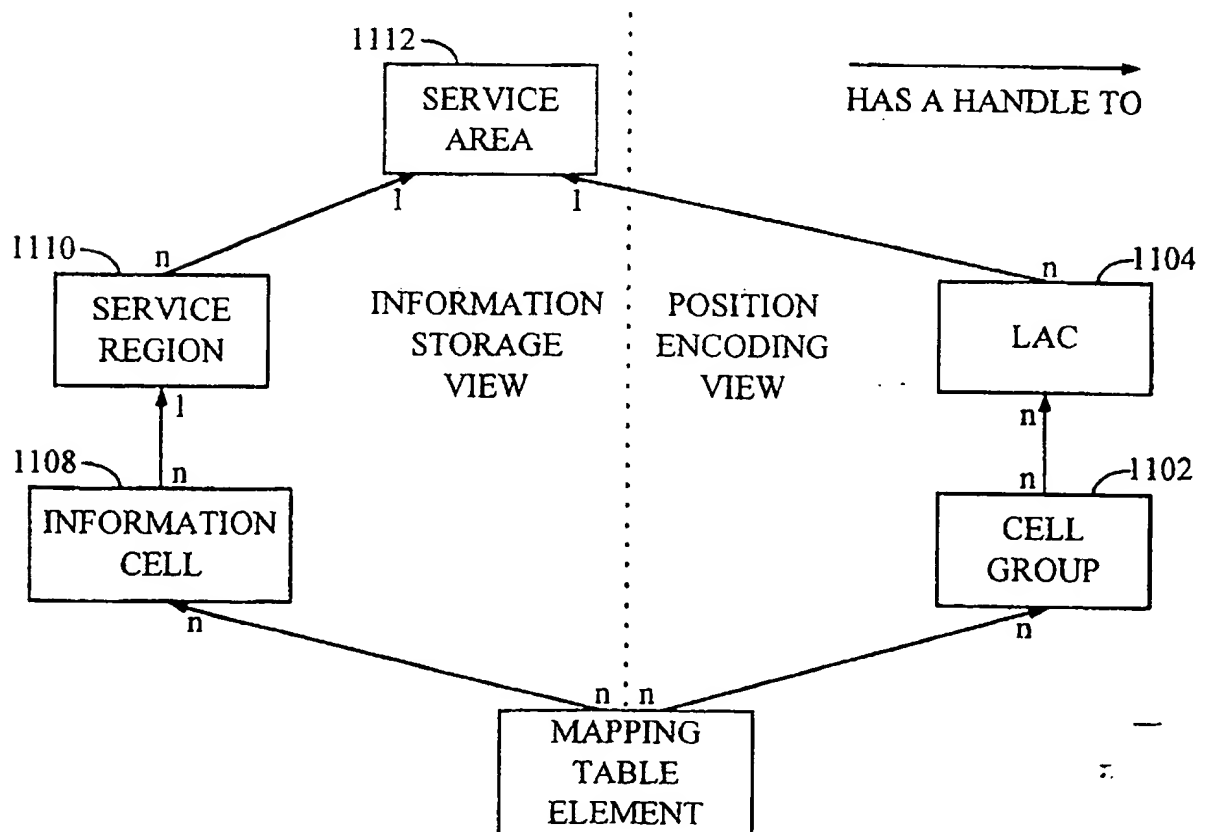 1112
SERVICE
AREA
HAS A HANDLE TO
1
1
1110
n
n
1104
SERVICE
REGION
INFORMATION
STORAGE
VIEW
POSITION
ENCODING
VIEW
LAC
1
n
1108
n
n
1102
INFORMATION
CELL
CELL
GROUP
n
n
n
n
MAPPING
TABLE
ELEMENT